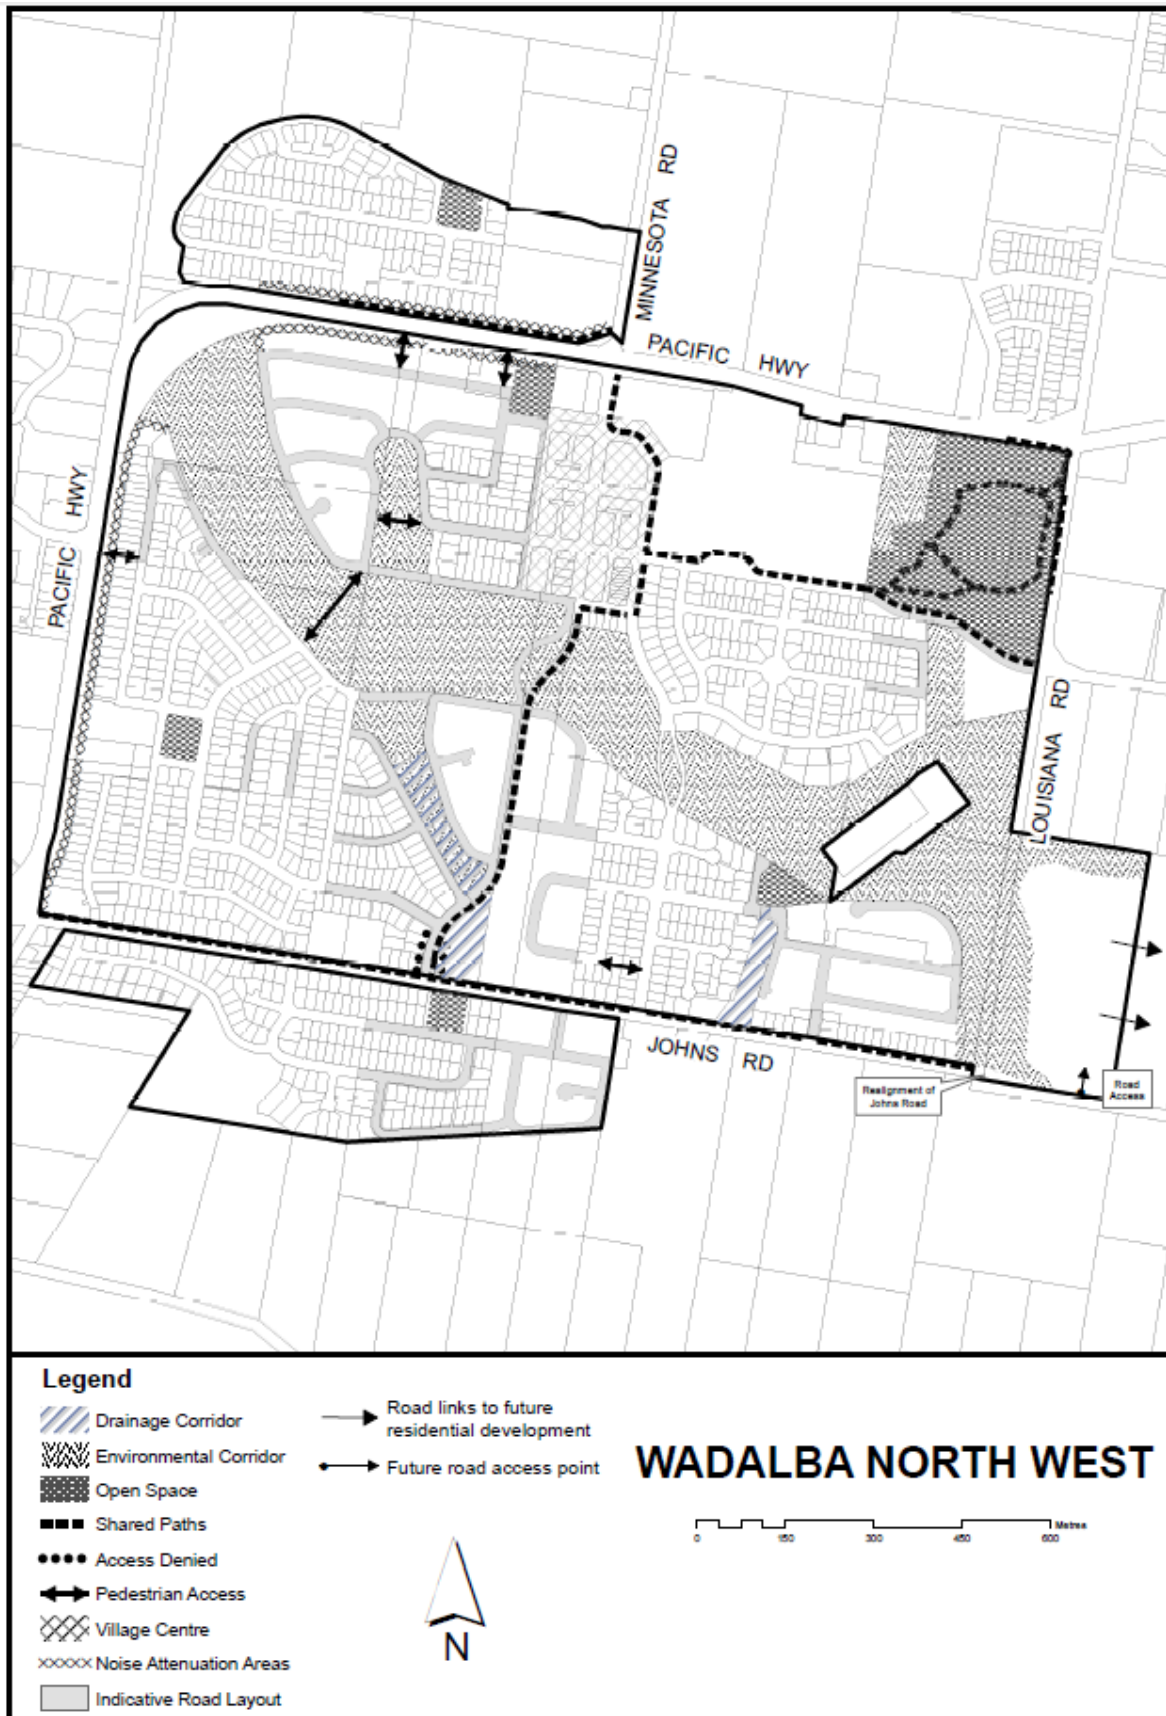 MINNESOTA RD
PACIFIC HWY
PACIFIC HWY
LOUISIANA RD
JOHNS RD
Realignment of
Johns Road
Road
Access
Legend
Drainage Corridor
Environmental Corridor
Open Space
Shared Paths
Access Denied
Pedestrian Access
Village Centre
Noise Attenuation Areas
Indicative Road Layout
Road links to future
residential development
Future road access point
N
WADALBA NORTH WEST
0 150 300 450 600 Metres